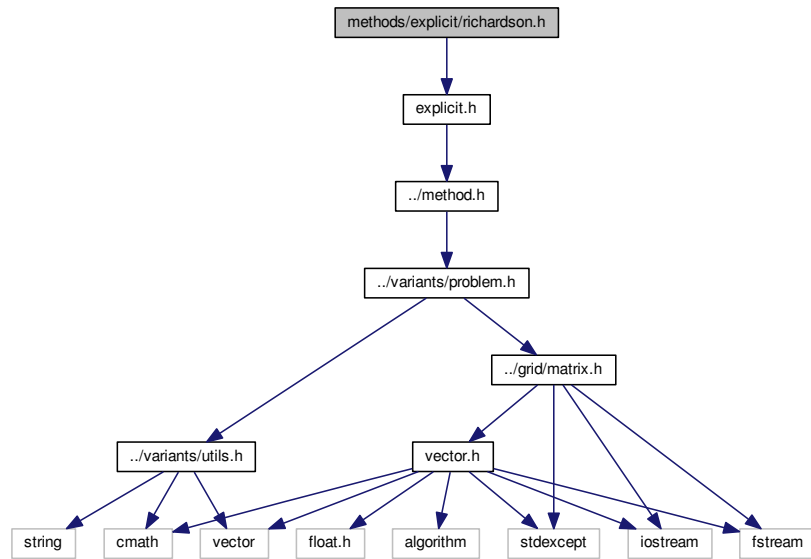 methods/explicit/richardson.h
explicit.h
../method.h
../variants/problem.h
../grid/matrix.h
../variants/utils.h
vector.h
string
cmath
vector
float.h
algorithm
stdexcept
iostream
fstream